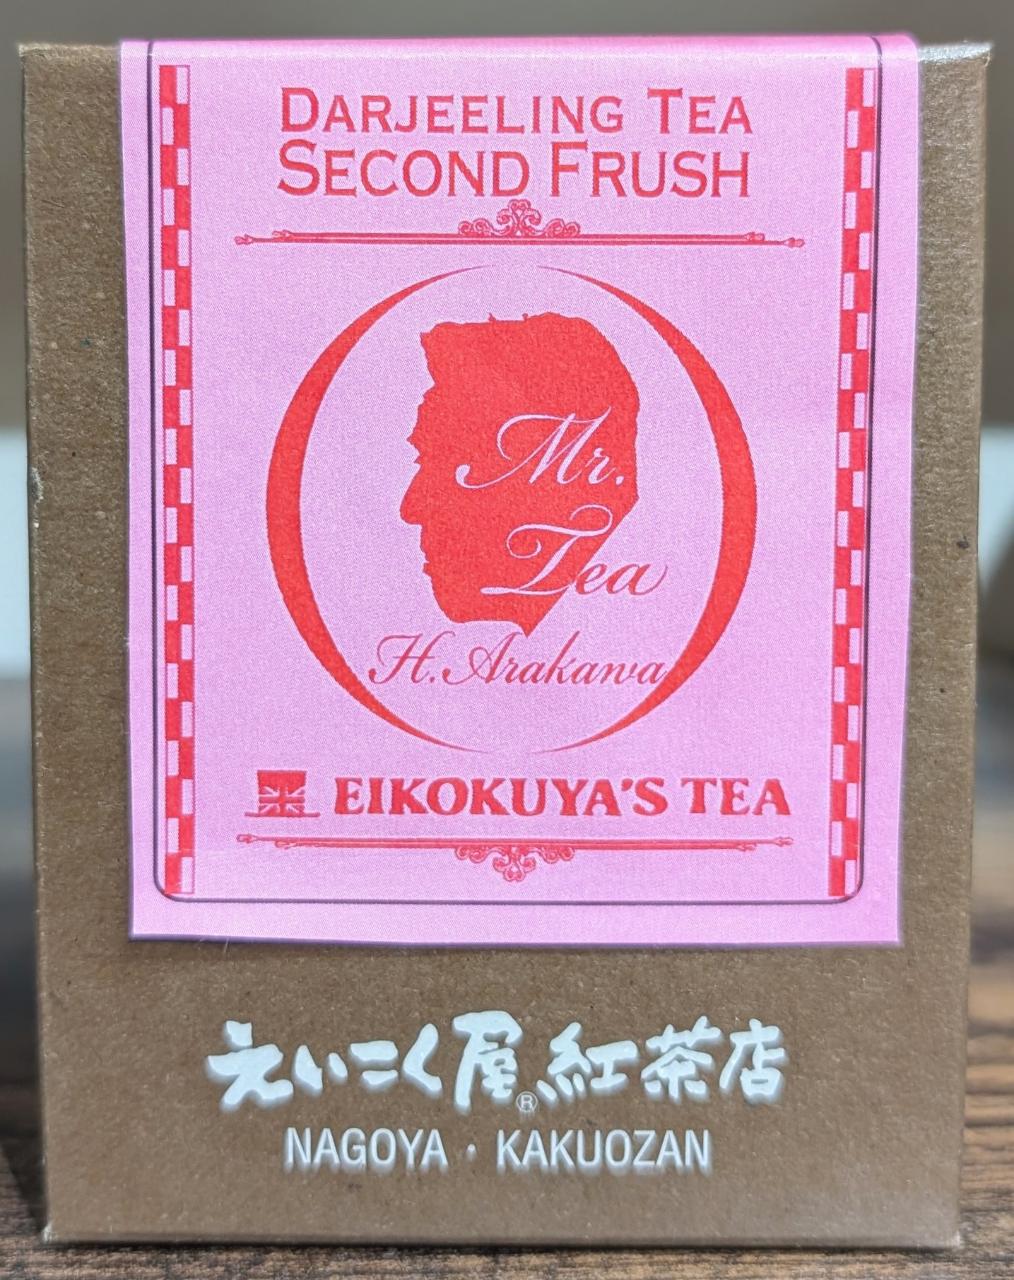 DARJEELING TEA
SECOND FRUSH
Mr.
Tea
H. Arakawa
EIKOKUYA'S TEA
えいこく屋®紅茶店
NAGOYA・KAKUOZAN